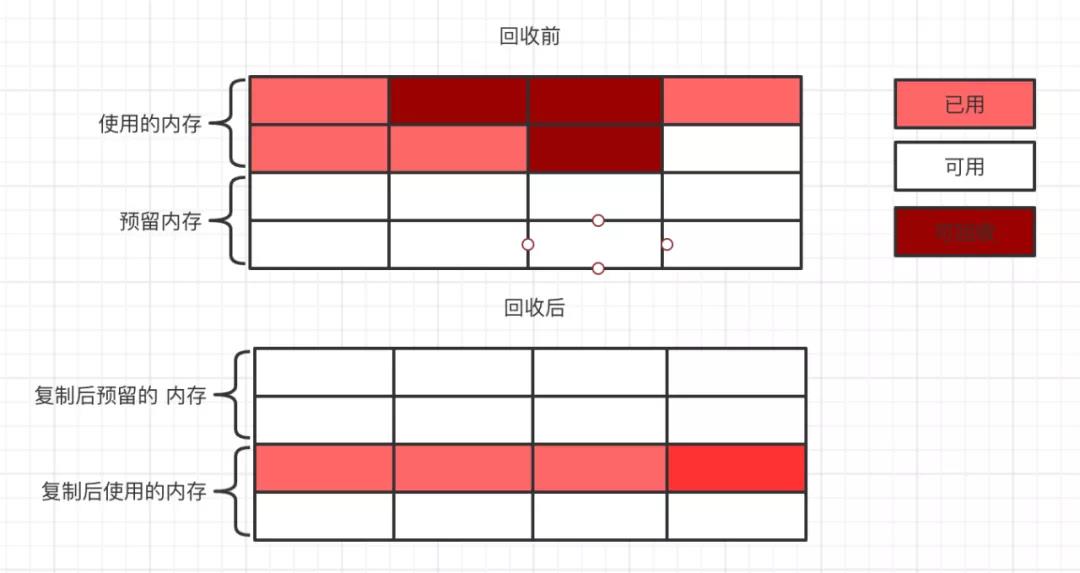 回收前
使用的内存
预留内存
已用
可用
可回收
回收后
复制后预留的 内存
复制后使用的内存